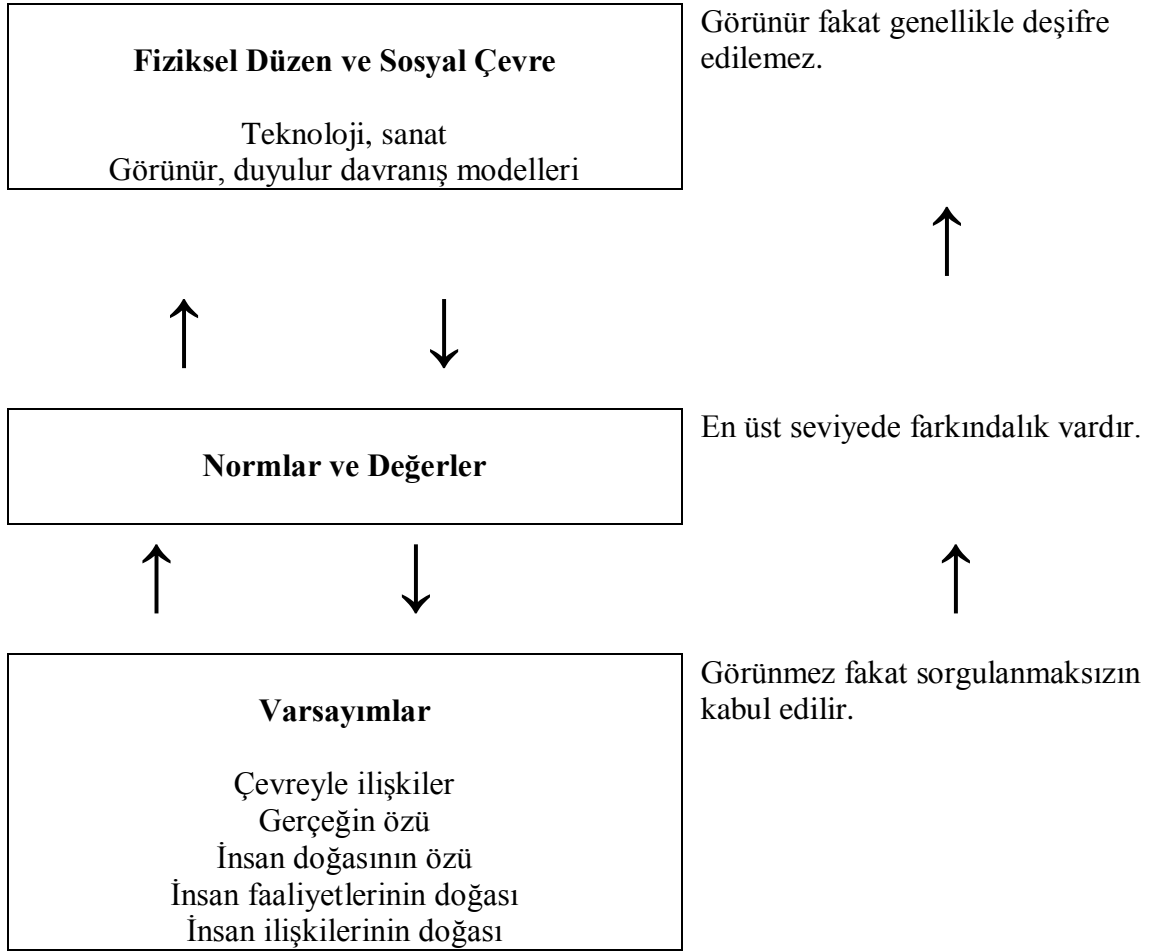 Fiziksel Düzen ve Sosyal Çevre
Teknoloji, sanat
Görünür, duyulur davranış modelleri
Görünür fakat genellikle deşifre
edilemez.
Normlar ve Değerler
En üst seviyede farkındalık vardır.
Varsayımlar
Çevreyle ilişkiler
Gerçeğin özü
İnsan doğasının özü
İnsan faaliyetlerinin doğası
İnsan ilişkilerinin doğası
Görünmez fakat sorgulanmaksızın
kabul edilir.